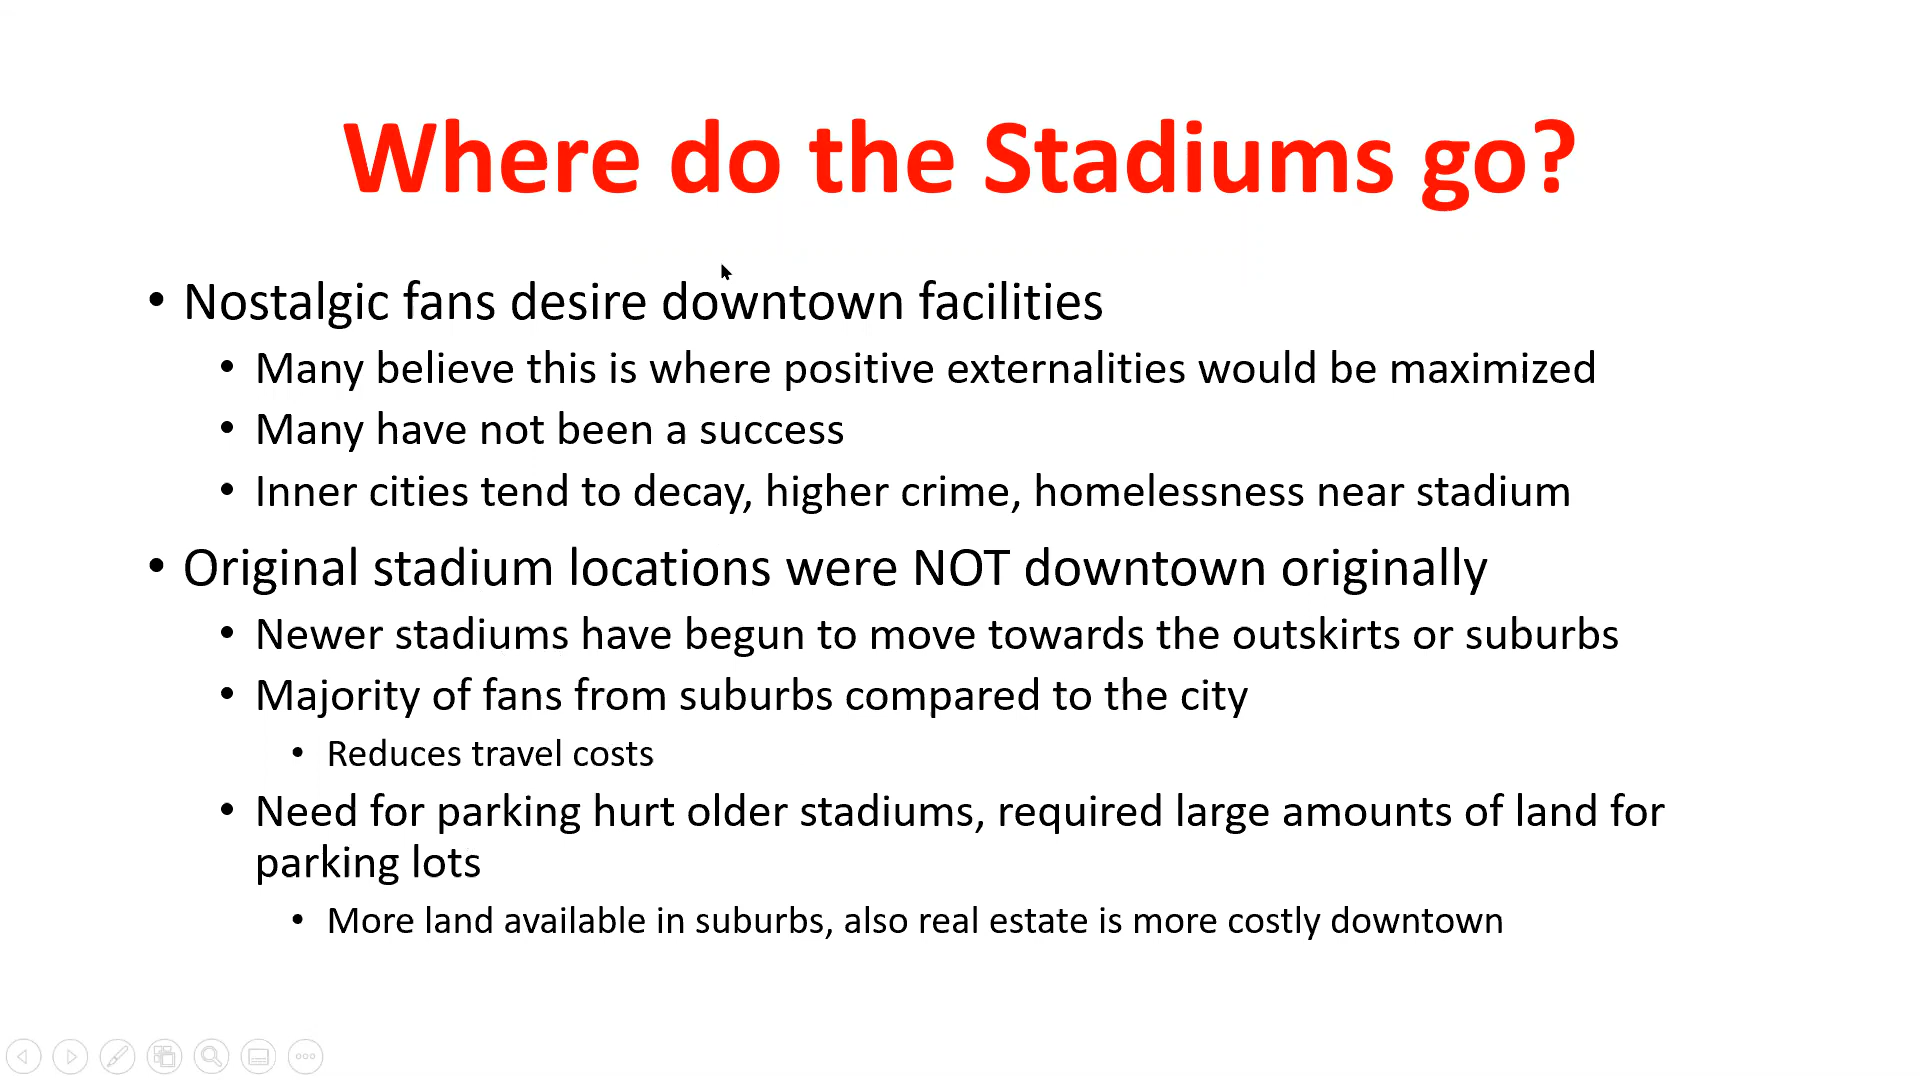 Where do the Stadiums go?
• Nostalgic fans desire downtown facilities
• Many believe this is where positive externalities would be maximized
• Many have not been a success
• Inner cities tend to decay, higher crime, homelessness near stadium
• Original stadium locations were NOT downtown originally
• Newer stadiums have begun to move towards the outskirts or suburbs
• Majority of fans from suburbs compared to the city
• Reduces travel costs
• Need for parking hurt older stadiums, required large amounts of land for
parking lots
• More land available in suburbs, also real estate is more costly downtown